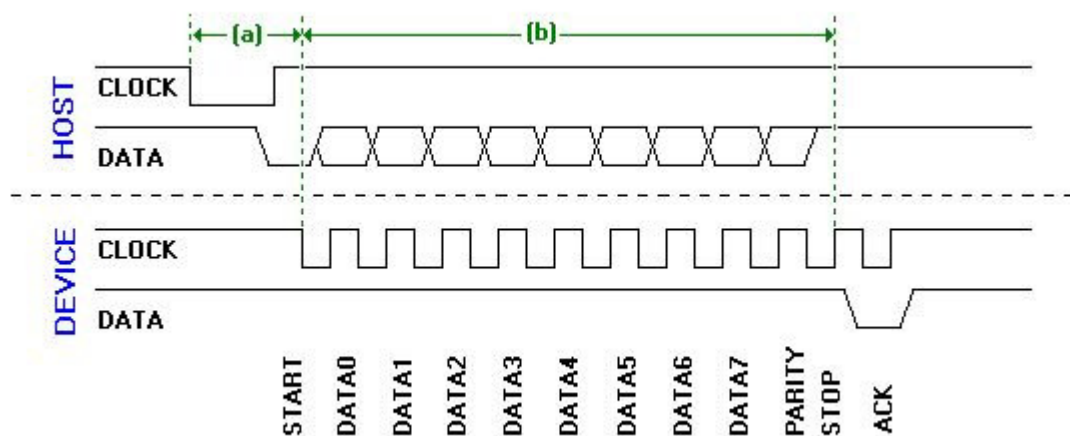 (a)
(b)
HOST
CLOCK
DATA
DEVICE
CLOCK
DATA
START
DATA0
DATA1
DATA2
DATA3
DATA4
DATA5
DATA6
DATA7
PARITY
STOP
ACK